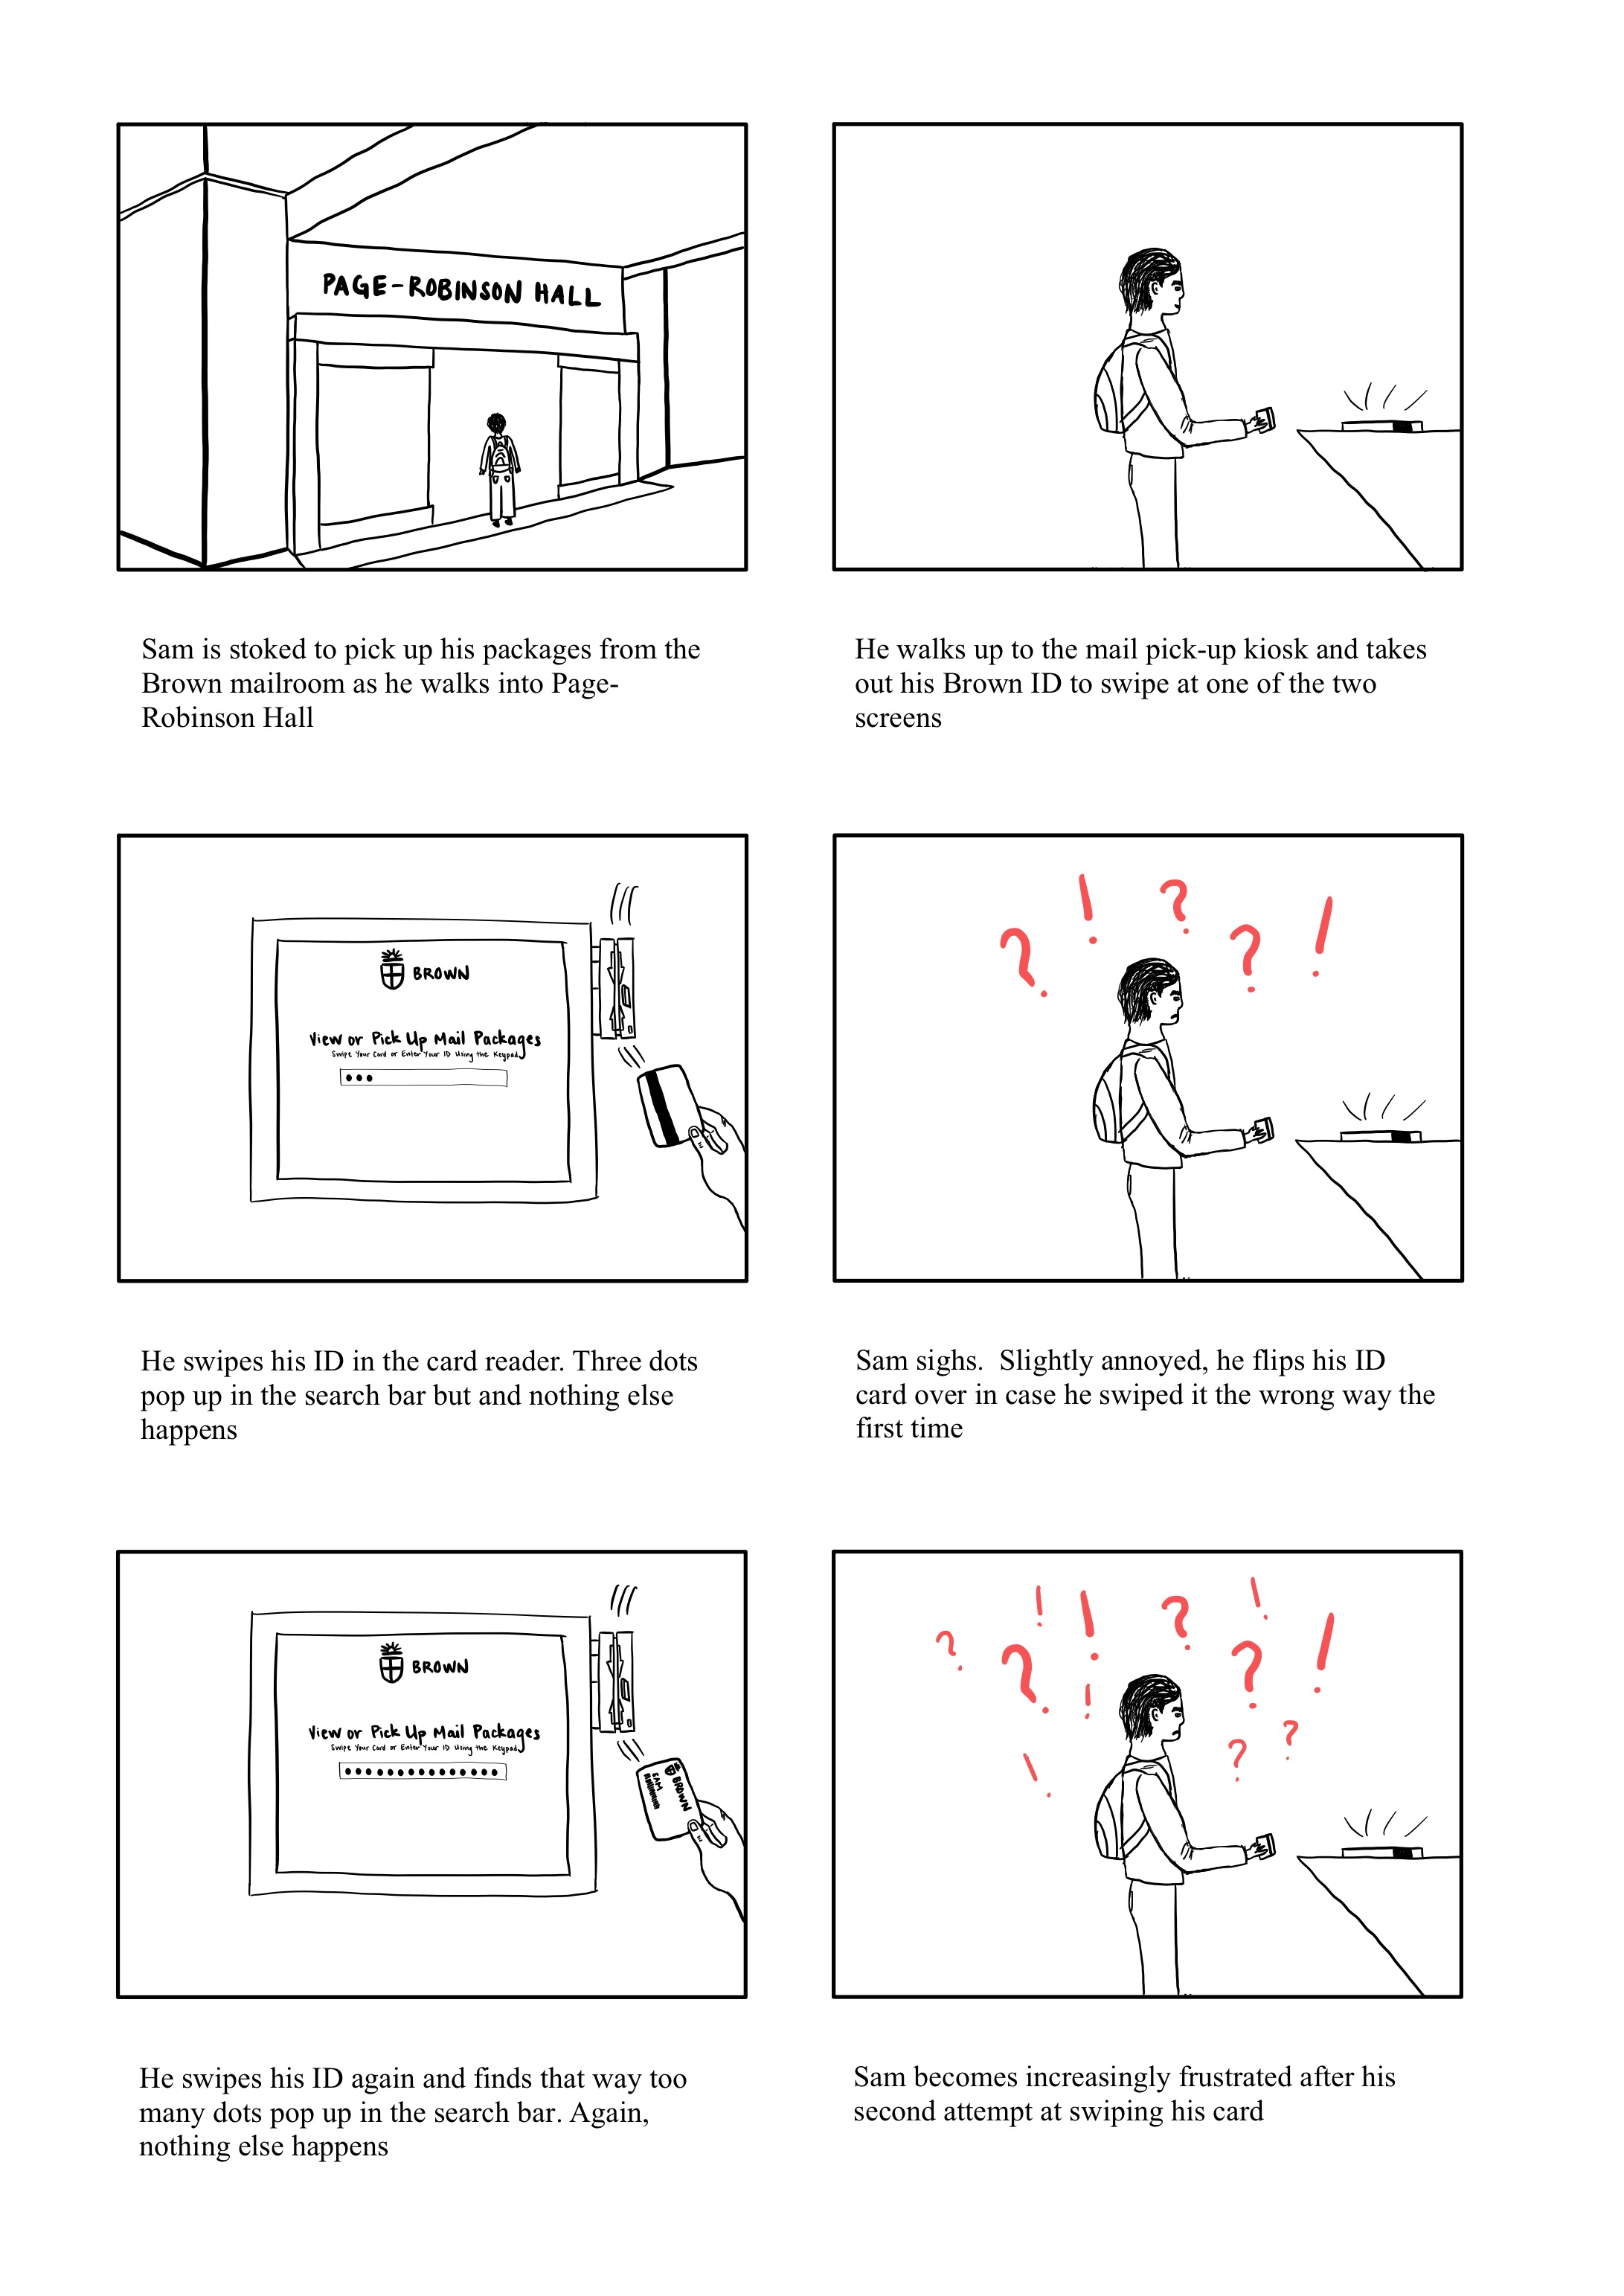 PAGE-ROBINSON HALL
Sam is stoked to pick up his packages from the
Brown mailroom as he walks into Page-
Robinson Hall
He walks up to the mail pick-up kiosk and takes
out his Brown ID to swipe at one of the two
screens
BROWN
View or Pick Up Mail Packages
Swipe Your Card or Enter Your ID Using the Keypad
He swipes his ID in the card reader. Three dots
pop up in the search bar but and nothing else
happens
? ! ? ? !
Sam sighs.  Slightly annoyed, he flips his ID
card over in case he swiped it the wrong way the
first time
BROWN
View or Pick Up Mail Packages
Swipe Your Card or Enter Your ID Using the Keypad
BROWN
SAM
He swipes his ID again and finds that way too
many dots pop up in the search bar. Again,
nothing else happens
? ! ! ? ! ? ? ! ! ? ? !
Sam becomes increasingly frustrated after his
second attempt at swiping his card